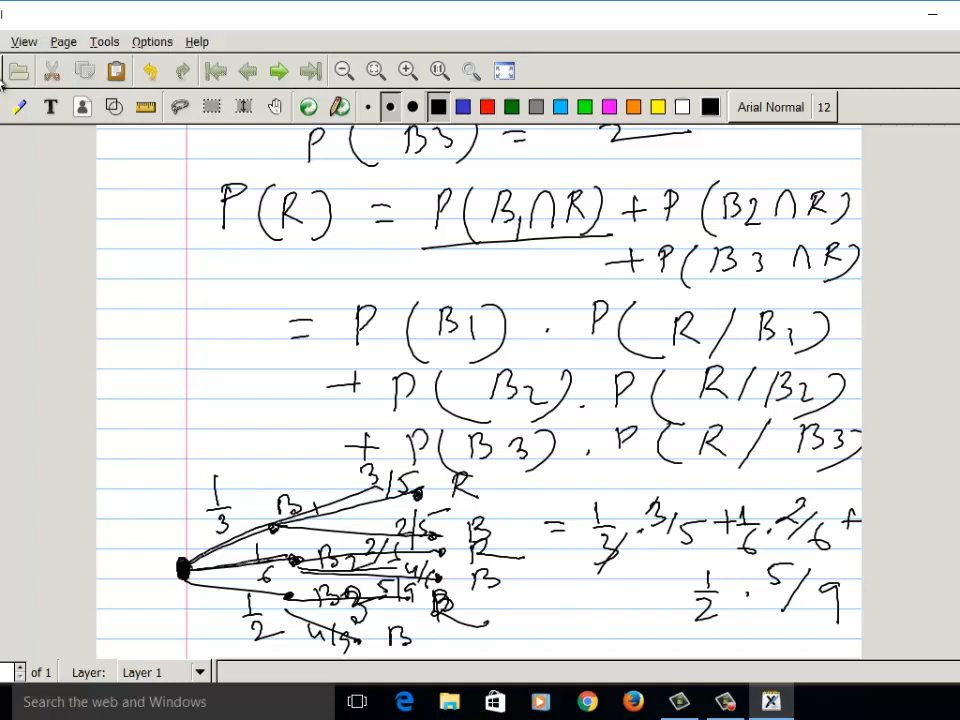 View Page Tools Options Help
Arial Normal 12
P ( B3 ) = 2
P(R) = P(B1∩R) + P(B2∩R)
+ P(B3∩R)
= P(B1) . P(R/B1)
+ P(B2) . P(R/B2)
+ P(B3) . P(R/B3)
1/3 B1 3/5 R
2/5 B
1/6 B2 R
4/6 B
1/2 B3 5/9 R
4/9 B
= 1/3 . 3/5 + 1/6 . 2/6 +
1/2 . 5/9
of 1 Layer: Layer 1
Search the web and Windows